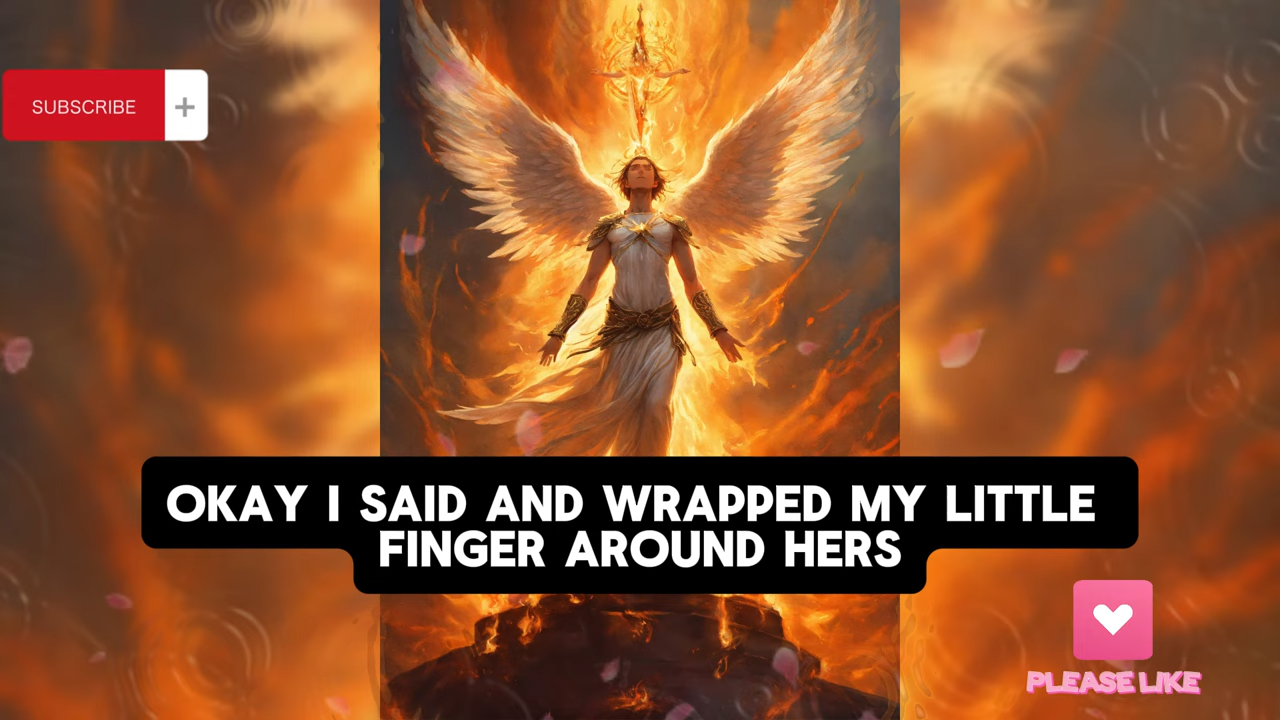 SUBSCRIBE +
OKAY I SAID AND WRAPPED MY LITTLE
FINGER AROUND HERS
PLEASE LIKE